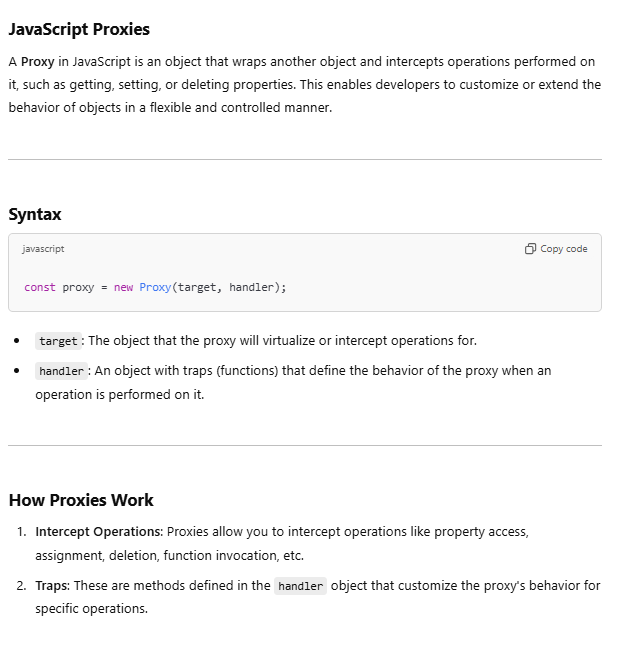 JavaScript Proxies
A Proxy in JavaScript is an object that wraps another object and intercepts operations performed on
it, such as getting, setting, or deleting properties. This enables developers to customize or extend the
behavior of objects in a flexible and controlled manner.
Syntax
javascript Copy code
const proxy = new Proxy(target, handler);
• target: The object that the proxy will virtualize or intercept operations for.
• handler: An object with traps (functions) that define the behavior of the proxy when an
operation is performed on it.
How Proxies Work
1. Intercept Operations: Proxies allow you to intercept operations like property access,
assignment, deletion, function invocation, etc.
2. Traps: These are methods defined in the handler object that customize the proxy's behavior for
specific operations.